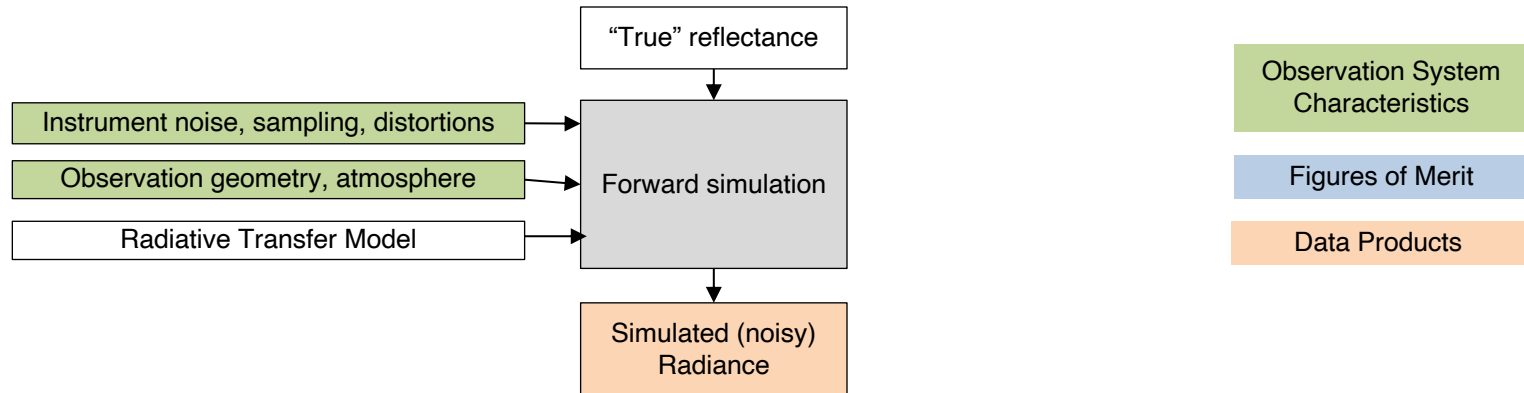 “True” reflectance
Instrument noise, sampling, distortions
Observation geometry, atmosphere
Radiative Transfer Model
Forward simulation
Simulated (noisy)
Radiance
Observation System
Characteristics
Figures of Merit
Data Products